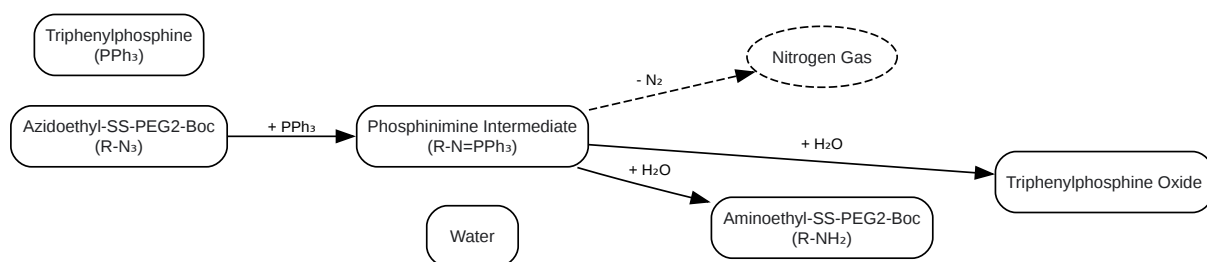 Triphenylphosphine
(PPh₃)
Azidoethyl-SS-PEG2-Boc
(R-N₃)
+ PPh₃
Phosphinimine Intermediate
(R-N=PPh₃)
- N₂
Nitrogen Gas
+ H₂O
Triphenylphosphine Oxide
+ H₂O
Aminoethyl-SS-PEG2-Boc
(R-NH₂)
Water